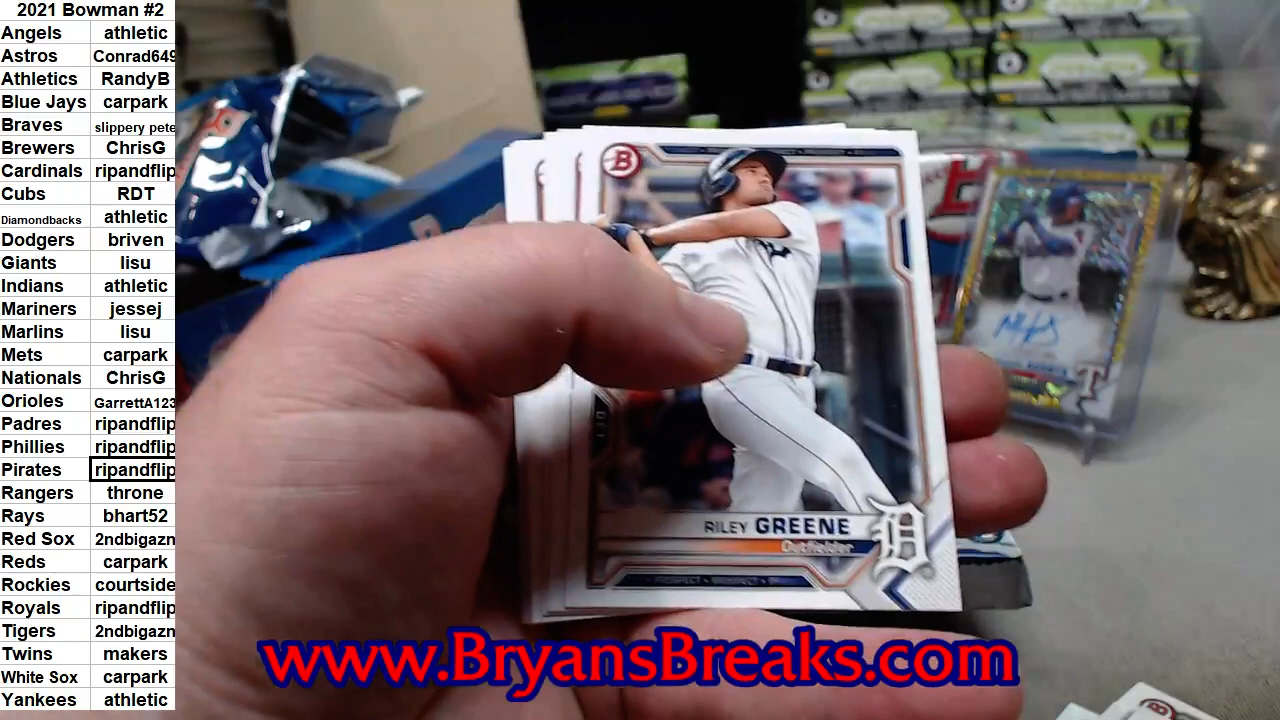 2021 Bowman #2
Angels athletic
Astros Conrad649
Athletics RandyB
Blue Jays carpark
Braves slippery pete
Brewers ChrisG
Cardinals ripandflip
Cubs RDT
Diamondbacks athletic
Dodgers briven
Giants lisu
Indians athletic
Mariners jessej
Marlins lisu
Mets carpark
Nationals ChrisG
Orioles GarrettA123
Padres ripandflip
Phillies ripandflip
Pirates ripandflip
Rangers throne
Rays bhart52
Red Sox 2ndbigazn
Reds carpark
Rockies courtside
Royals ripandflip
Tigers 2ndbigazn
Twins makers
White Sox carpark
Yankees athletic
B
RILEY GREENE
Outfielder
D
PROSPECT
T
www.BryansBreaks.com